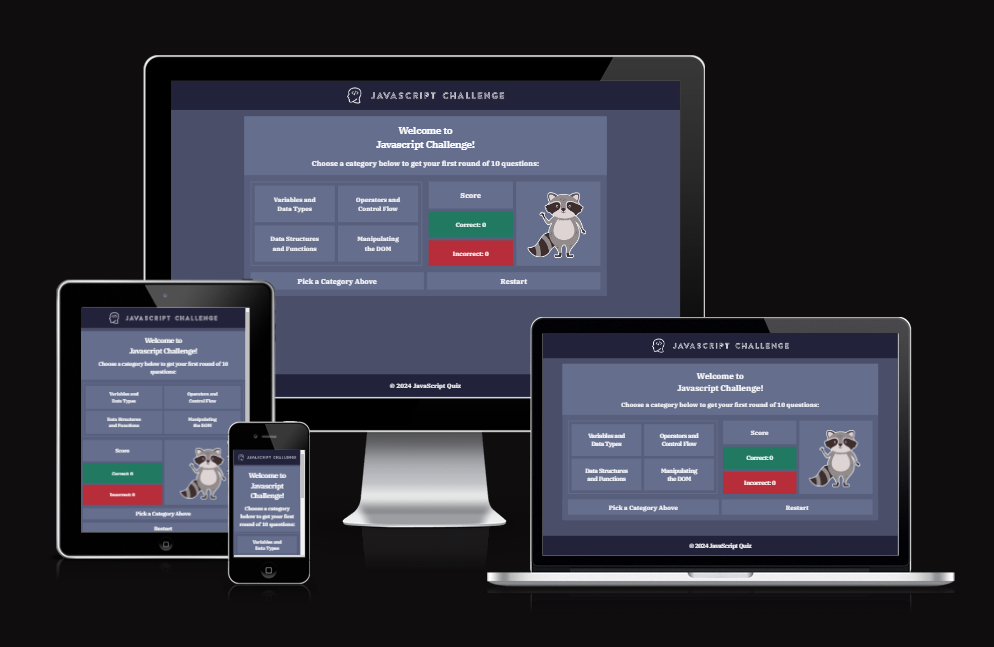 JAVASCRIPT CHALLENGE
Welcome to
Javascript Challenge!
Choose a category below to get your first round of 10 questions:
Variables and
Data Types
Operators and
Control Flow
Data Structures
and Functions
Manipulating
the DOM
Score
Correct: 0
Incorrect: 0
Pick a Category Above
Restart
© 2024 JavaScript Quiz
JAVASCRIPT CHALLENGE
Welcome to
Javascript Challenge!
Choose a category below to get your first round of 10
questions:
Variables and
Data Types
Operators and
Control Flow
Data Structures
and Functions
Manipulating
the DOM
Score
Correct: 0
Incorrect: 0
Pick a Category Above
Restart
JAVASCRIPT CHALLENGE
Welcome to
Javascript
Challenge!
Choose a category
below to get your first
round of 10 questions:
Variables and
Data Types
JAVASCRIPT CHALLENGE
Welcome to
Javascript Challenge!
Choose a category below to get your first round of 10 questions:
Variables and
Data Types
Operators and
Control Flow
Data Structures
and Functions
Manipulating
the DOM
Score
Correct: 0
Incorrect: 0
Pick a Category Above
Restart
© 2024 JavaScript Quiz